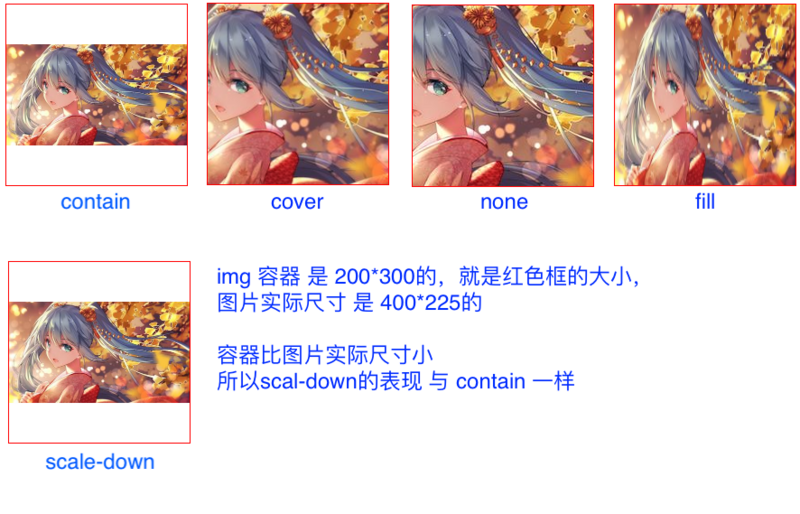 contain
cover
none
fill
img 容器 是 200*300的，就是红色框的大小，
图片实际尺寸 是 400*225的
容器比图片实际尺寸小
所以scal-down的表现 与 contain 一样
scale-down